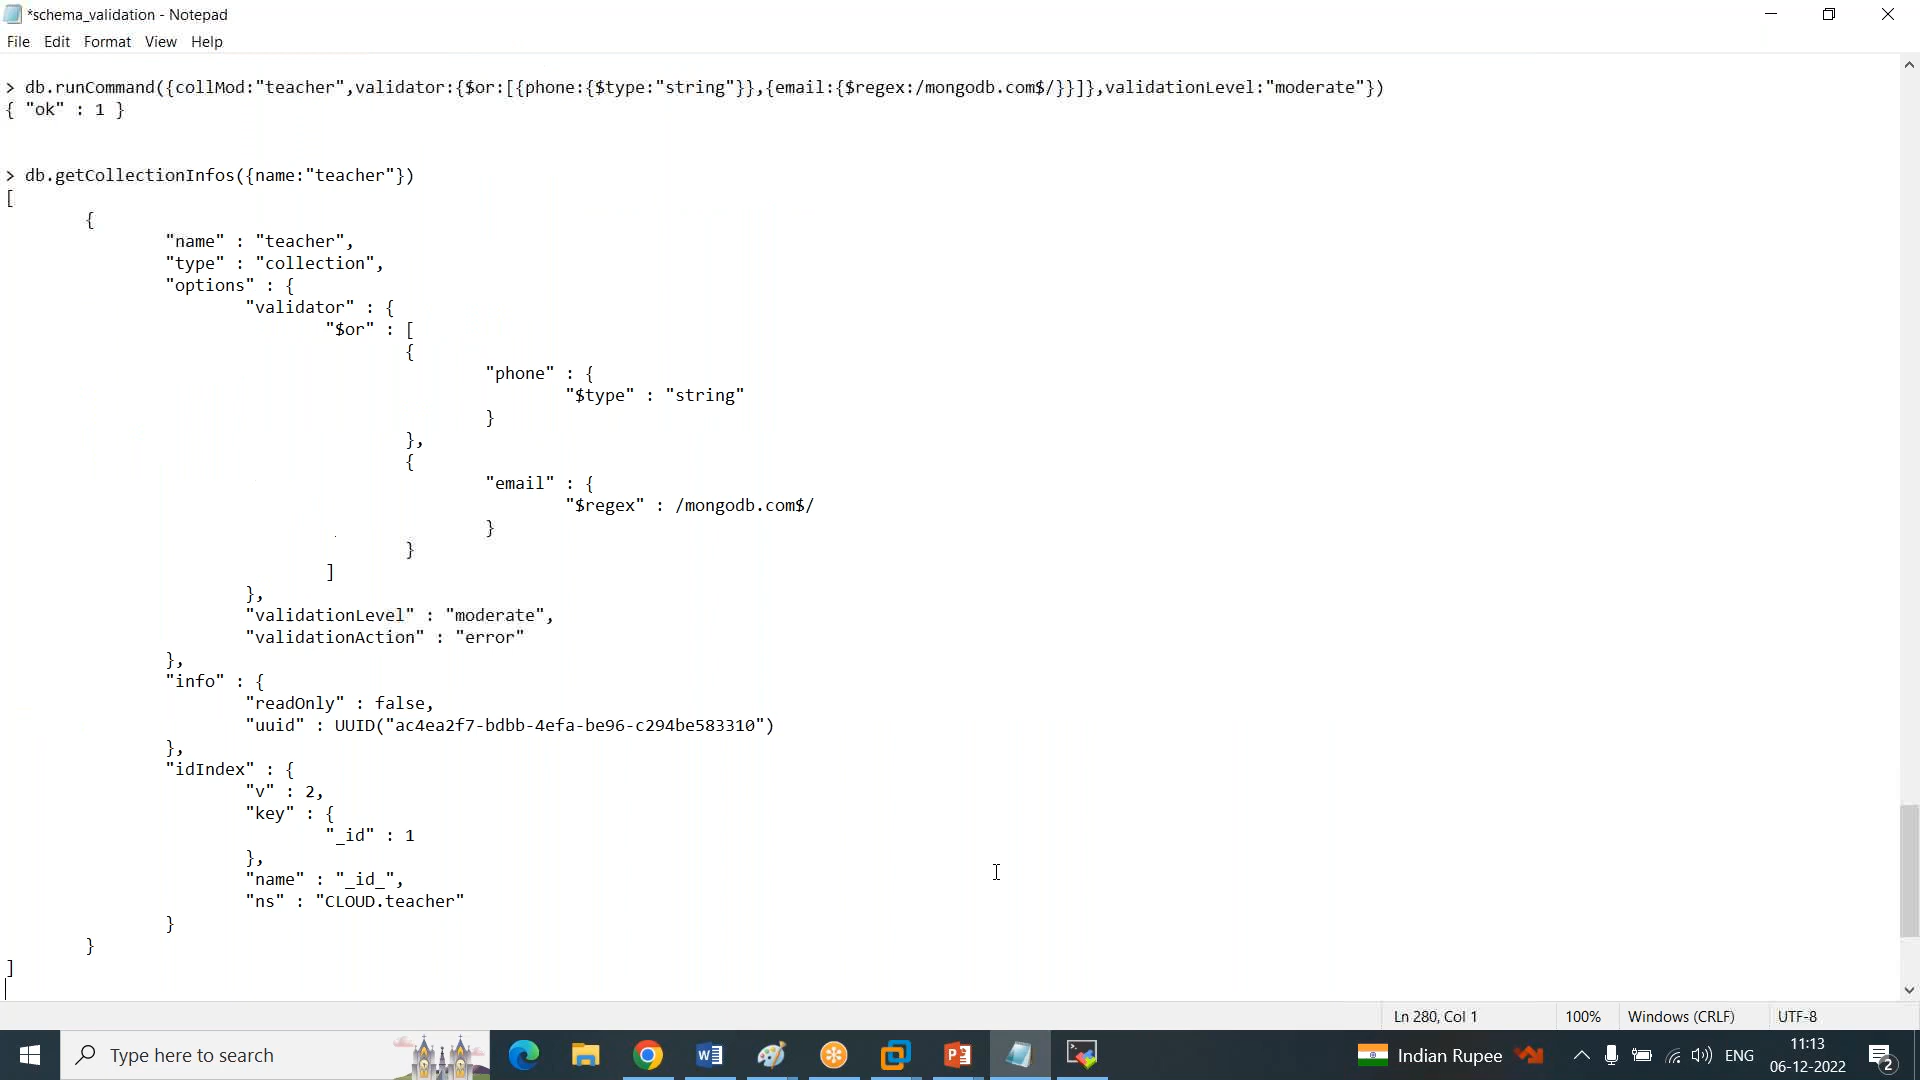 *schema_validation - Notepad
File Edit Format View Help
> db.runCommand({collMod:"teacher",validator:{$or:[{phone:{$type:"string"}},{email:{$regex:/mongodb.com$/}}]},validationLevel:"moderate"})
{ "ok" : 1 }
> db.getCollectionInfos({name:"teacher"})
[
{
"name" : "teacher",
"type" : "collection",
"options" : {
"validator" : {
"$or" : [
{
"phone" : {
"$type" : "string"
}
},
{
"email" : {
"$regex" : /mongodb.com$/
}
}
]
},
"validationLevel" : "moderate",
"validationAction" : "error"
},
"info" : {
"readOnly" : false,
"uuid" : UUID("ac4ea2f7-bdbb-4efa-be96-c294be583310")
},
"idIndex" : {
"v" : 2,
"key" : {
"_id" : 1
},
"name" : "_id_",
"ns" : "CLOUD.teacher"
}
}
]
Ln 280, Col 1 100% Windows (CRLF) UTF-8
Type here to search
Indian Rupee
ENG
11:13
06-12-2022
2